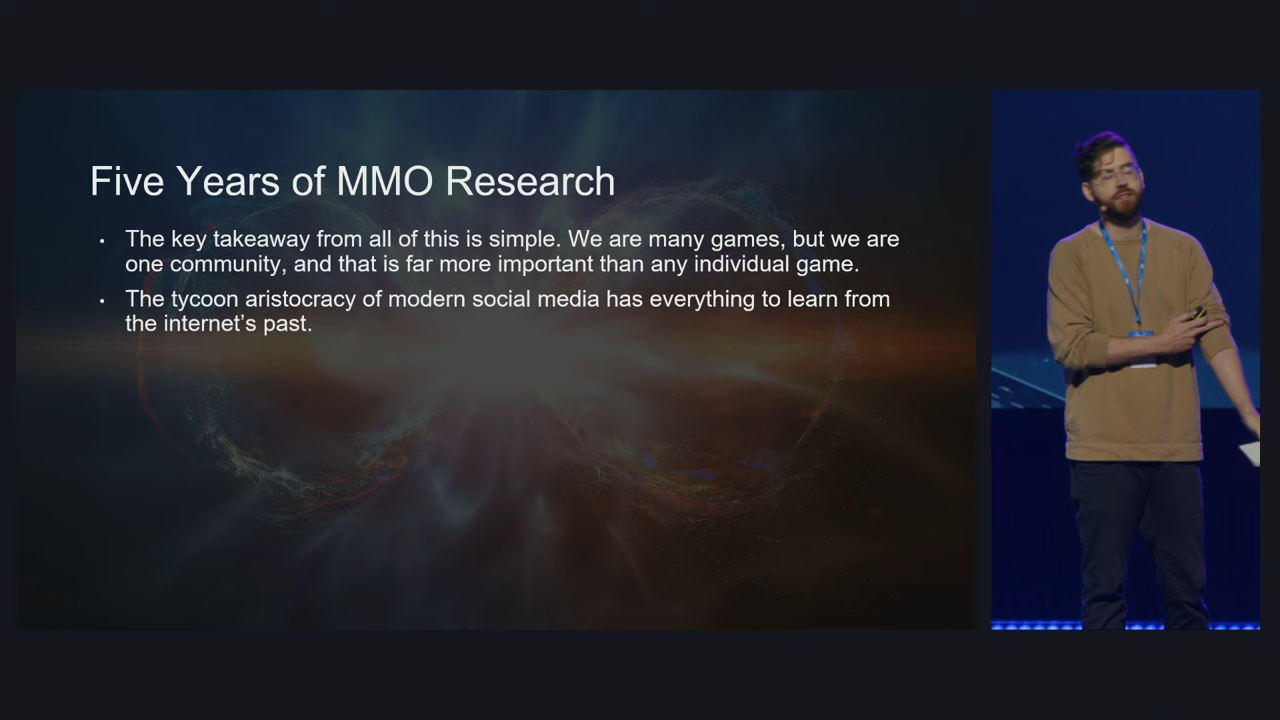 Five Years of MMO Research
• The key takeaway from all of this is simple. We are many games, but we are
one community, and that is far more important than any individual game.
• The tycoon aristocracy of modern social media has everything to learn from
the internet’s past.